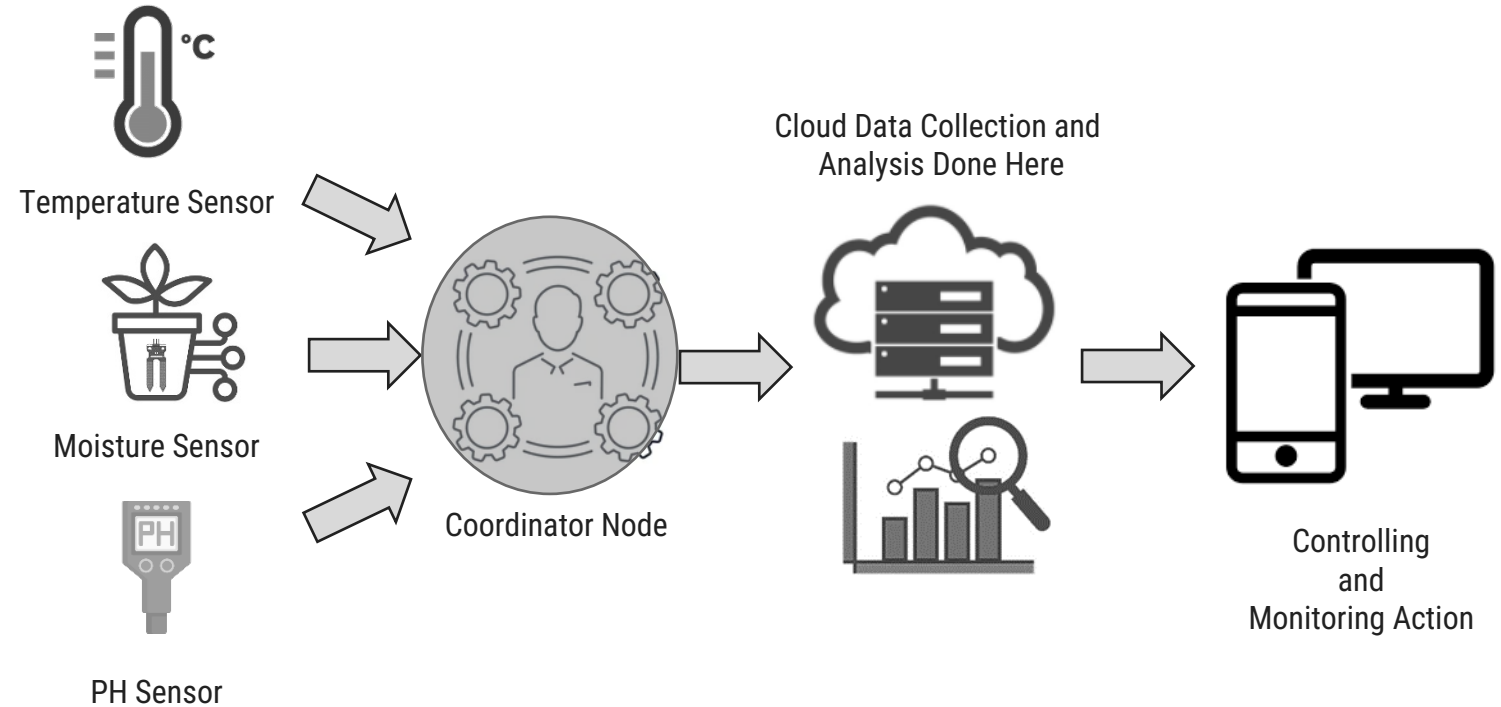 °C
Temperature Sensor
Moisture Sensor
PH
PH Sensor
Coordinator Node
Cloud Data Collection and
Analysis Done Here
Controlling
and
Monitoring Action